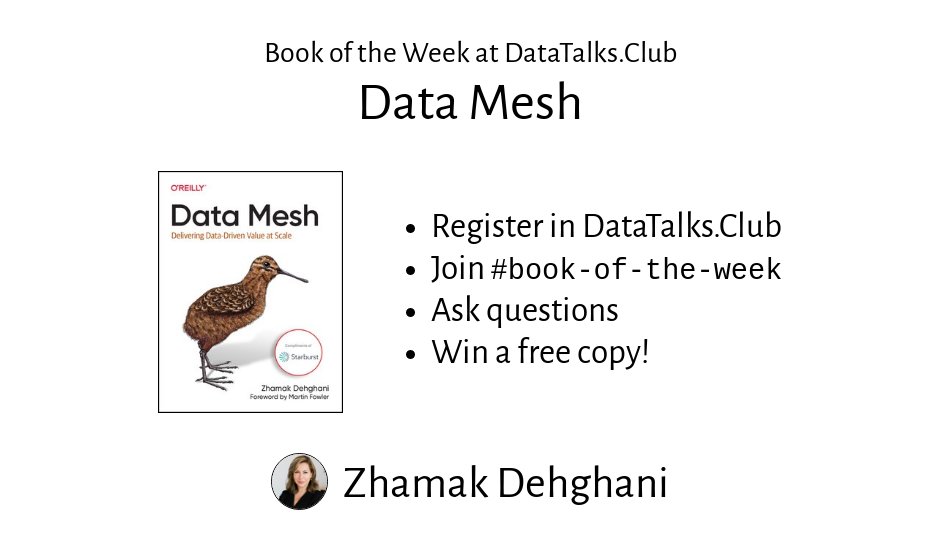 Book of the Week at DataTalks.Club
Data Mesh
O'REILLY
Data Mesh
Delivering Data-Driven Value at Scale
Compliments of
Starburst
Zhamak Dehghani
Foreword by Martin Fowler
• Register in DataTalks.Club
• Join #book-of-the-week
• Ask questions
• Win a free copy!
Zhamak Dehghani